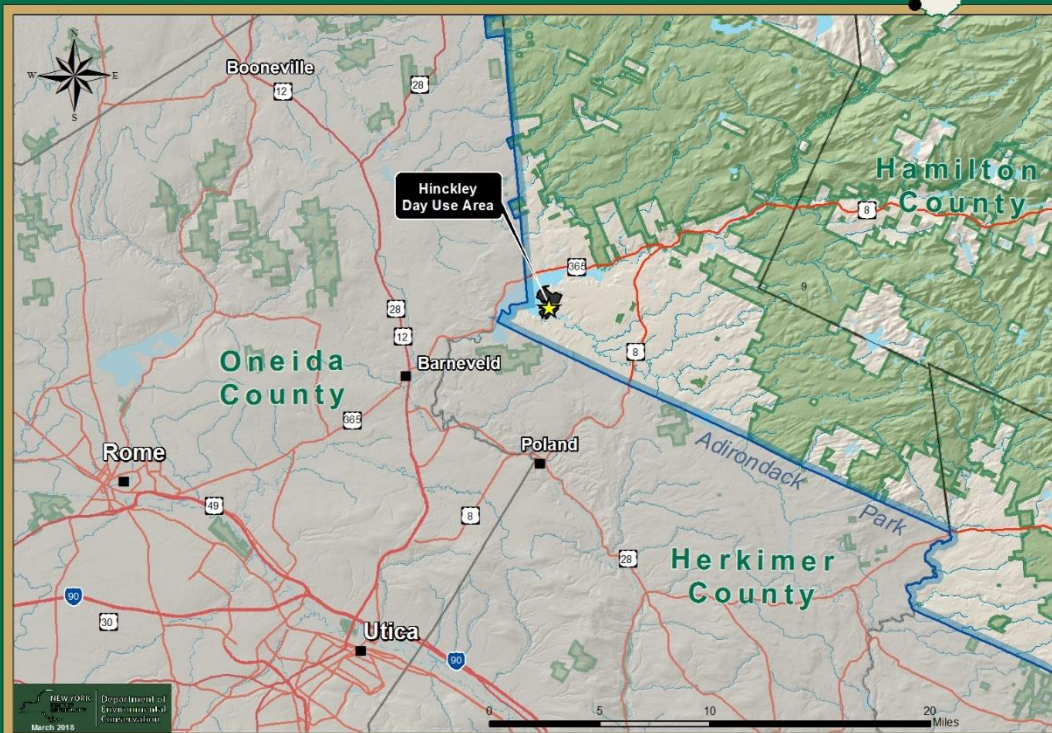 N
W
E
S
Booneville
12
28
Hinckley
Day Use Area
Hamilton
County
8
365
9
28
12
8
Oneida
County
Barneveld
365
Rome
Poland
Adirondack
Park
49
8
28
Herkimer
County
90
30
Utica
90
NEW YORK
Department of
Environmental
Conservation
March 2018
0
5
10
20
Miles